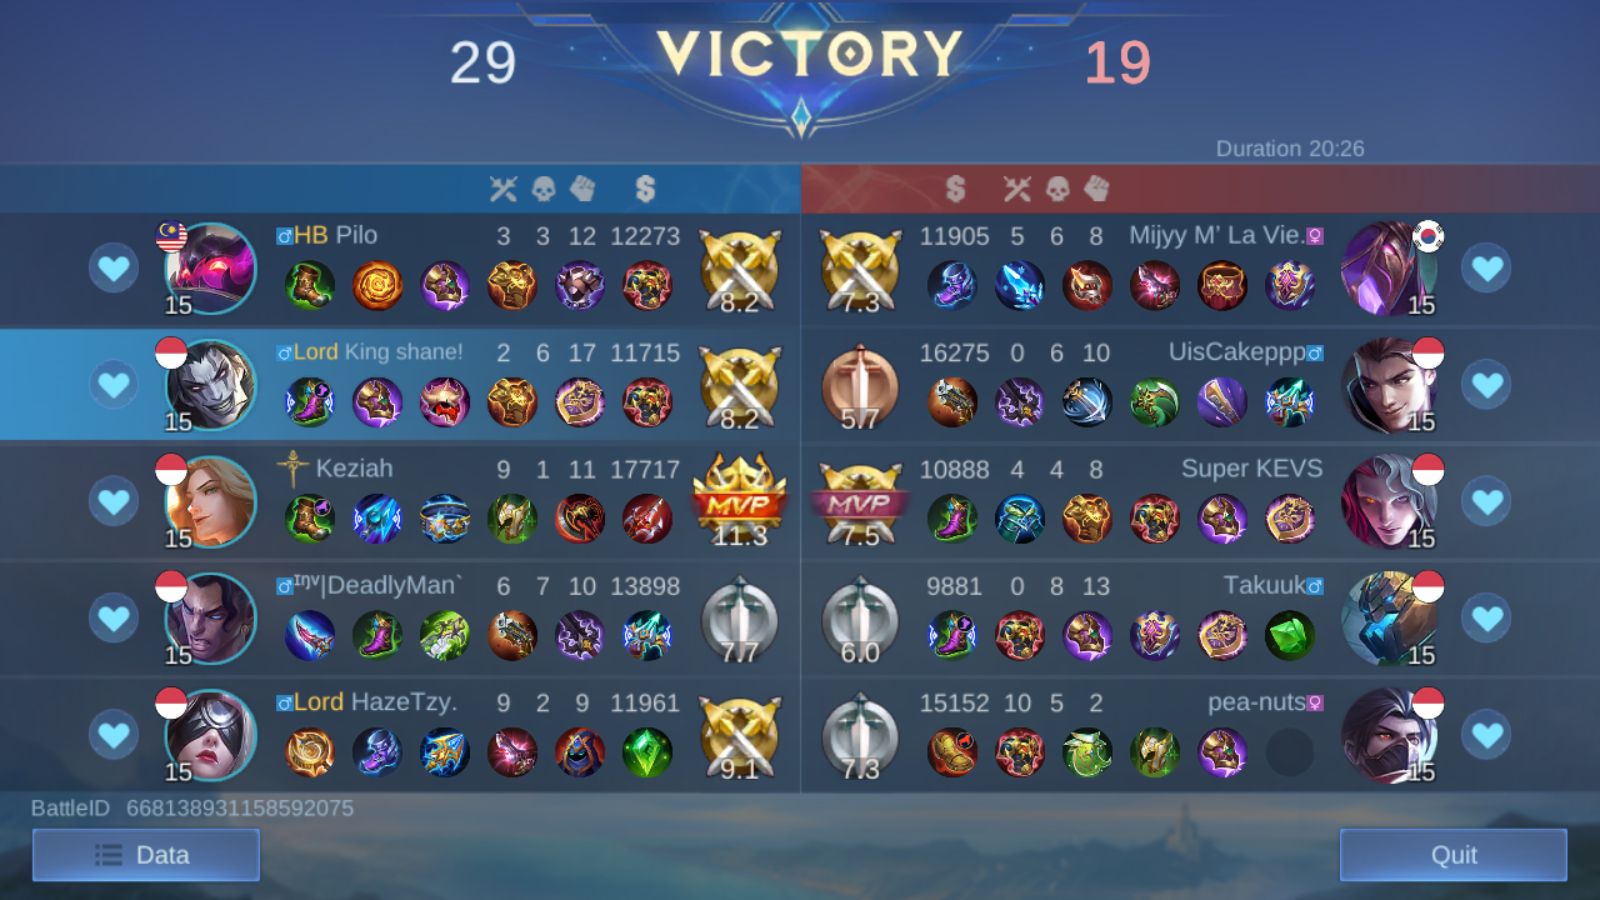 29 VICTORY 19
Duration 20:26
HB Pilo 3 3 12 12273
15 8.2
11905 5 6 8 Mijyy M' La Vie.
7.3 15
Lord King shane! 2 6 17 11715
15 8.2
16275 0 6 10 UisCakeppp
5.7 15
Keziah 9 1 11 17717
15 MVP 11.3
10888 4 4 8 Super KEVS
MVP 7.5 15
ᴵᵑᵛ|DeadlyMan` 6 7 10 13898
15 7.7
9881 0 8 13 Takuuk
6.0 15
Lord HazeTzy. 9 2 9 11961
15 9.1
15152 10 5 2 pea-nuts
7.3 15
BattleID 668138931158592075
Data
Quit